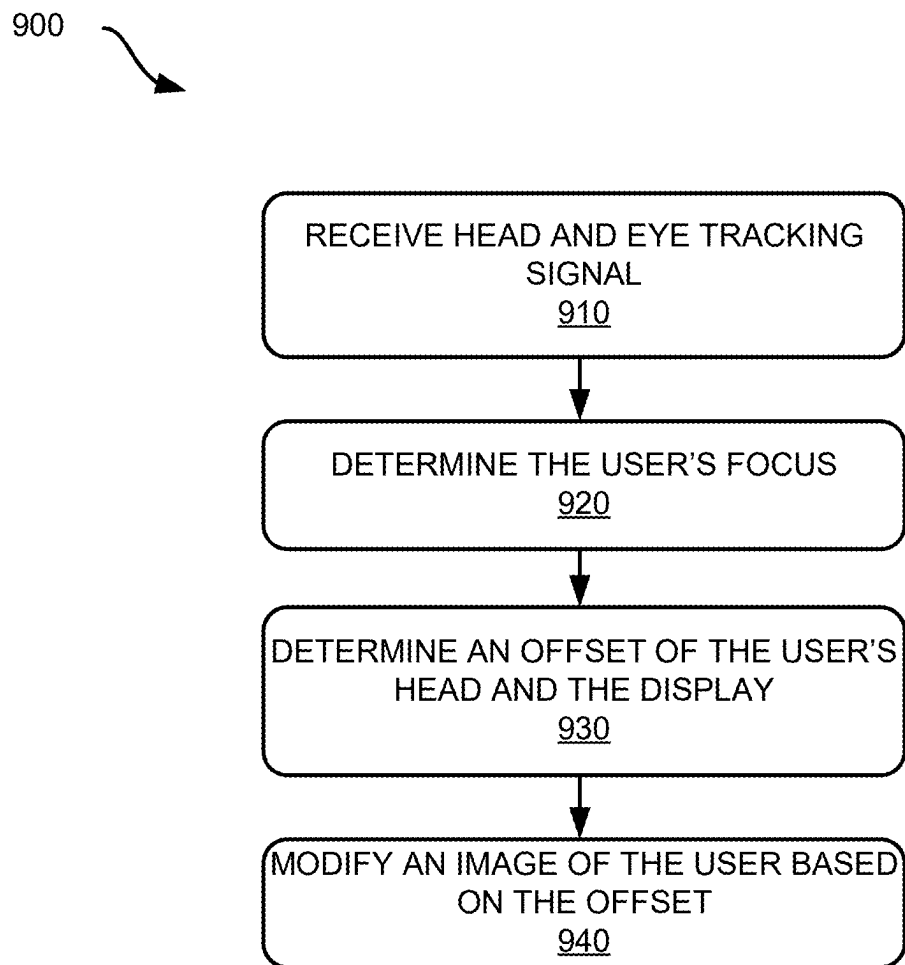 900
RECEIVE HEAD AND EYE TRACKING
SIGNAL
910
DETERMINE THE USER'S FOCUS
920
DETERMINE AN OFFSET OF THE USER'S
HEAD AND THE DISPLAY
930
MODIFY AN IMAGE OF THE USER BASED
ON THE OFFSET
940